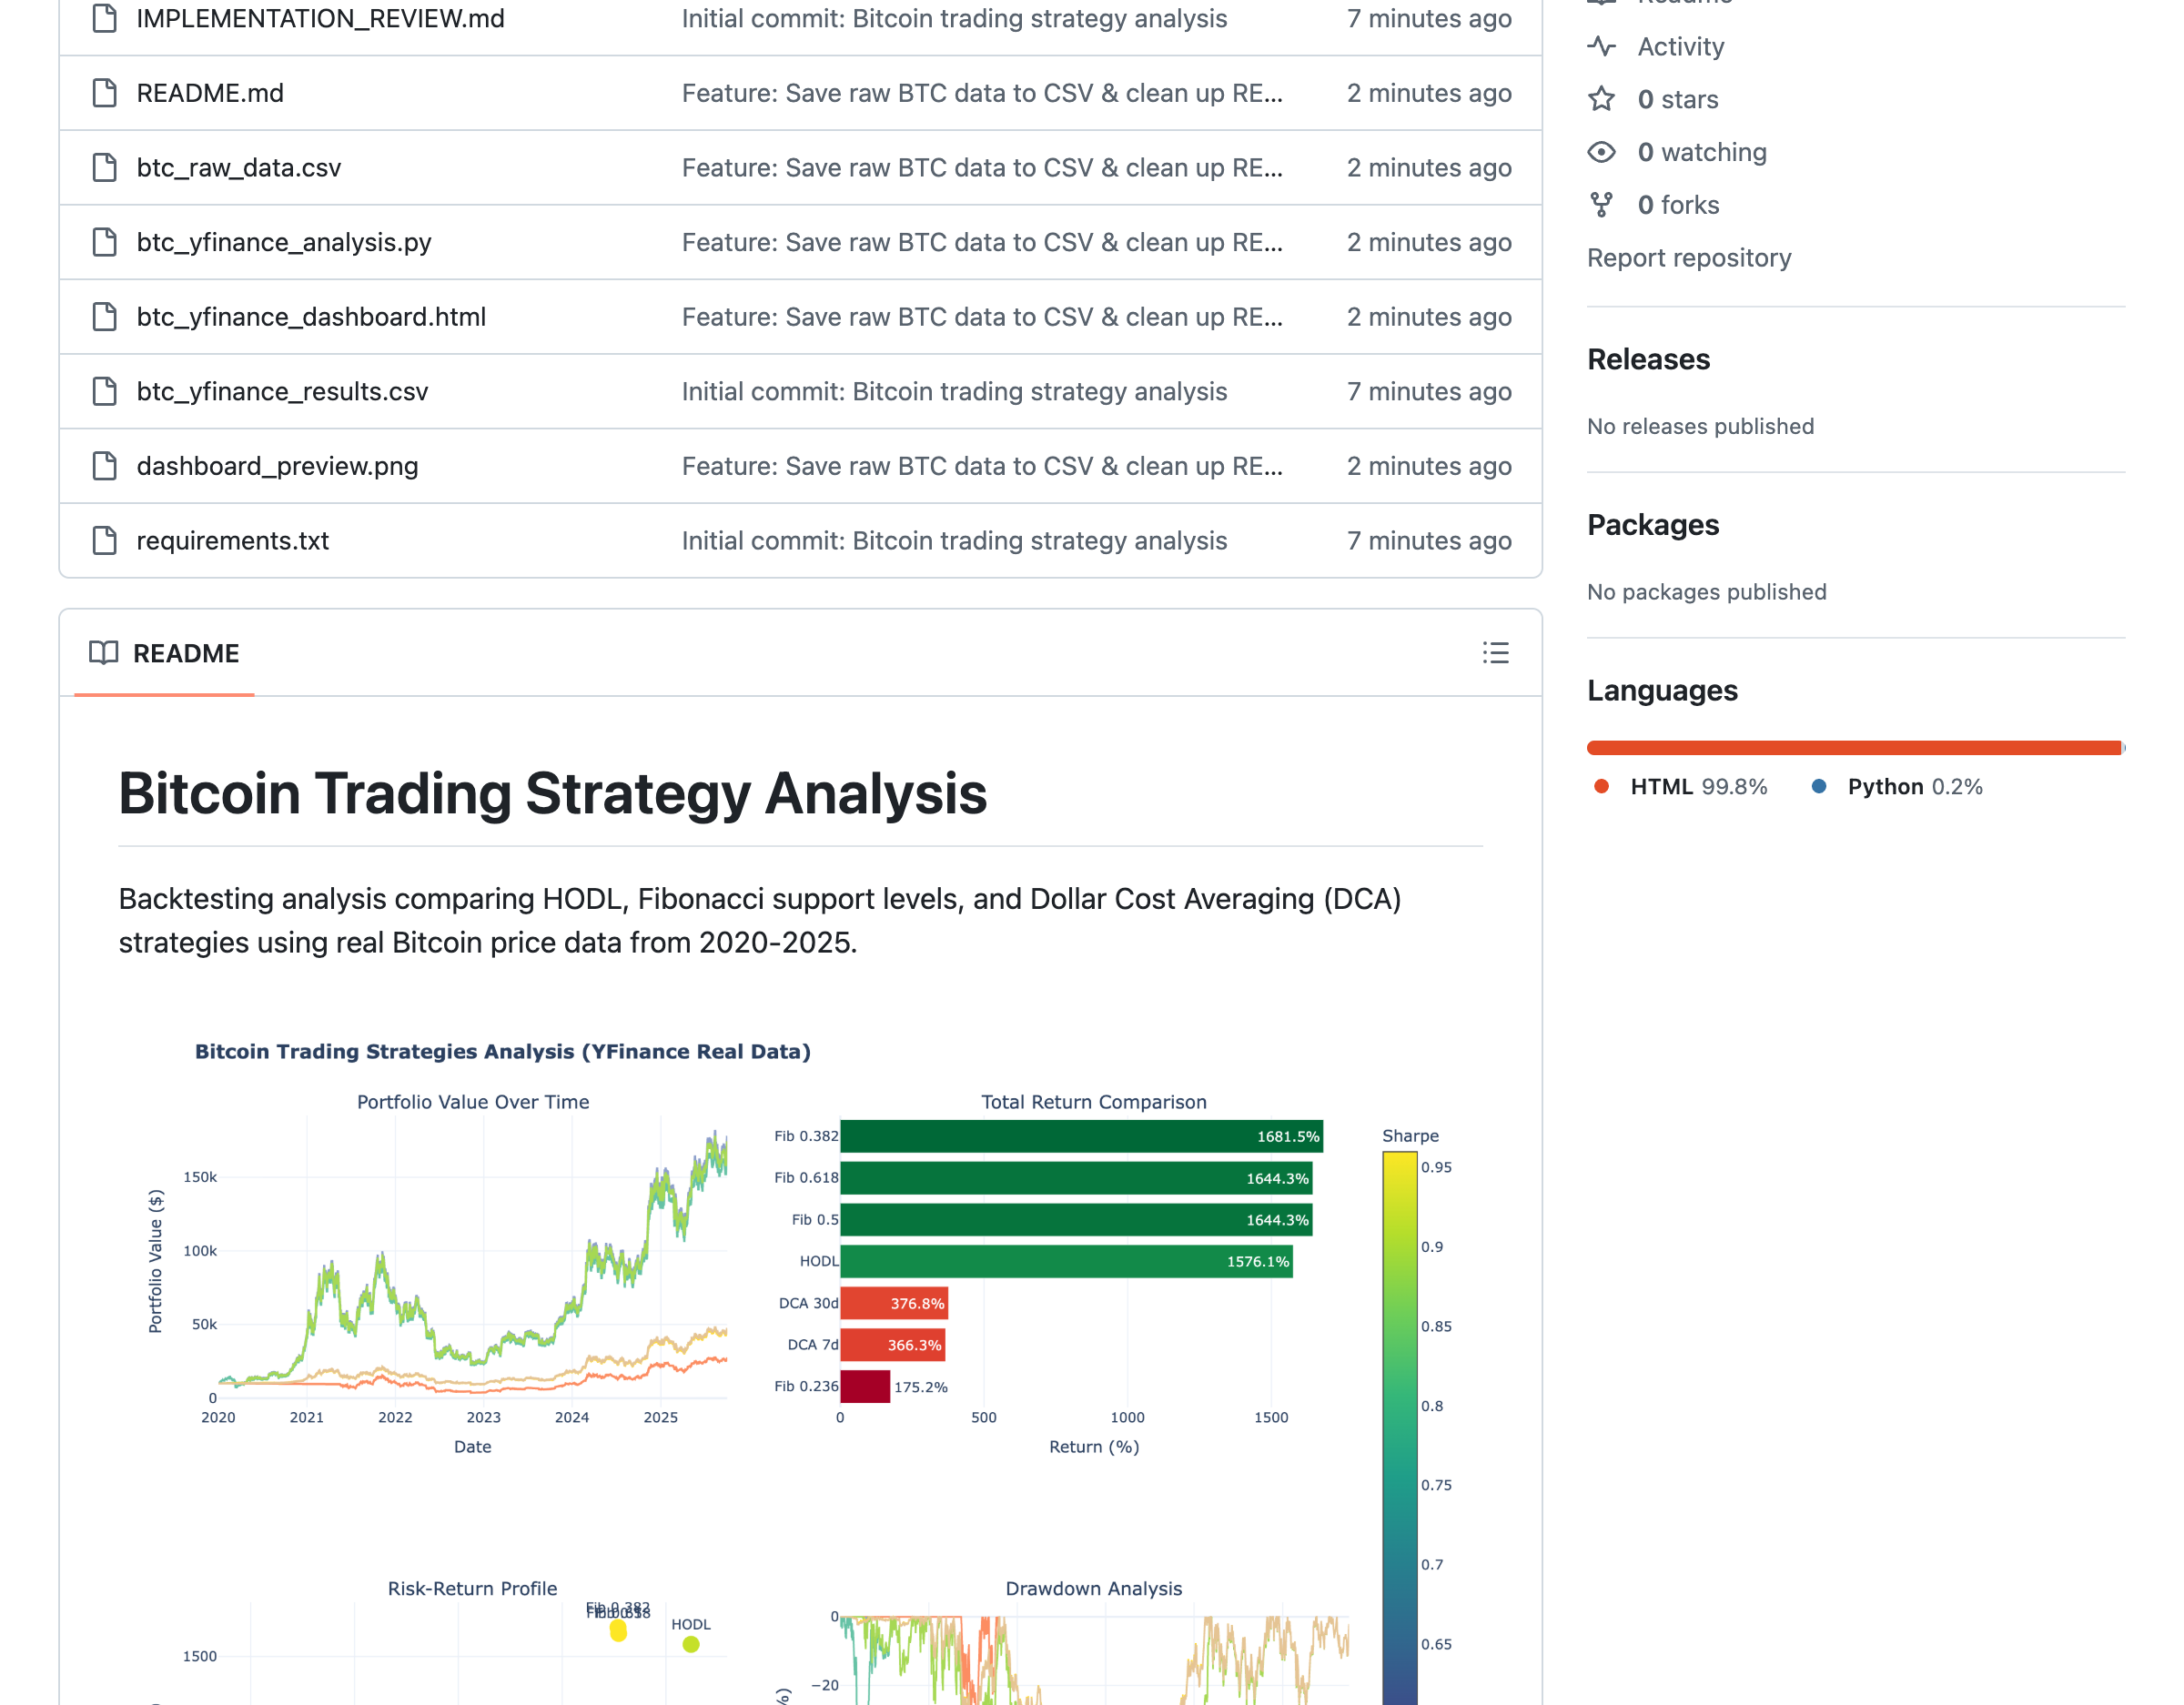 IMPLEMENTATION_REVIEW.md Initial commit: Bitcoin trading strategy analysis 7 minutes ago
README.md Feature: Save raw BTC data to CSV & clean up RE... 2 minutes ago
btc_raw_data.csv Feature: Save raw BTC data to CSV & clean up RE... 2 minutes ago
btc_yfinance_analysis.py Feature: Save raw BTC data to CSV & clean up RE... 2 minutes ago
btc_yfinance_dashboard.html Feature: Save raw BTC data to CSV & clean up RE... 2 minutes ago
btc_yfinance_results.csv Initial commit: Bitcoin trading strategy analysis 7 minutes ago
dashboard_preview.png Feature: Save raw BTC data to CSV & clean up RE... 2 minutes ago
requirements.txt Initial commit: Bitcoin trading strategy analysis 7 minutes ago
README
Bitcoin Trading Strategy Analysis
Backtesting analysis comparing HODL, Fibonacci support levels, and Dollar Cost Averaging (DCA)
strategies using real Bitcoin price data from 2020-2025.
Bitcoin Trading Strategies Analysis (YFinance Real Data)
Portfolio Value Over Time
Portfolio Value ($)
150k
100k
50k
0
2020 2021 2022 2023 2024 2025
Date
Total Return Comparison
Fib 0.382 1681.5%
Fib 0.618 1644.3%
Fib 0.5 1644.3%
HODL 1576.1%
DCA 30d 376.8%
DCA 7d 366.3%
Fib 0.236 175.2%
0 500 1000 1500
Return (%)
Sharpe
0.95
0.9
0.85
0.8
0.75
0.7
0.65
Risk-Return Profile
Fib 0.382
HODL
1500
Drawdown Analysis
0
−20
Readme
Activity
0 stars
0 watching
0 forks
Report repository
Releases
No releases published
Packages
No packages published
Languages
HTML 99.8% Python 0.2%